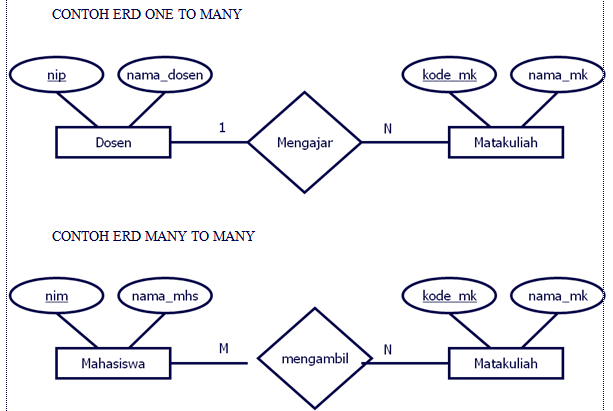 CONTOH ERD ONE TO MANY
nip
nama_dosen
kode_mk
nama_mk
Dosen
1
Mengajar
N
Matakuliah
CONTOH ERD MANY TO MANY
nim
nama_mhs
kode_mk
nama_mk
Mahasiswa
M
mengambil
N
Matakuliah